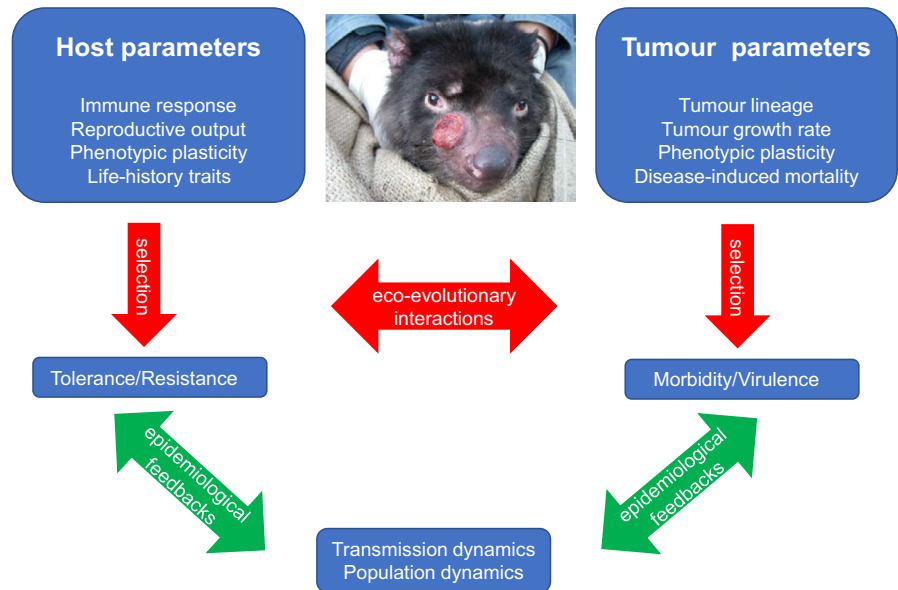 Host parameters
Immune response
Reproductive output
Phenotypic plasticity
Life-history traits
Tumour parameters
Tumour lineage
Tumour growth rate
Phenotypic plasticity
Disease-induced mortality
selection
eco-evolutionary
interactions
selection
Tolerance/Resistance
Morbidity/Virulence
epidemiological
feedbacks
epidemiological
feedbacks
Transmission dynamics
Population dynamics